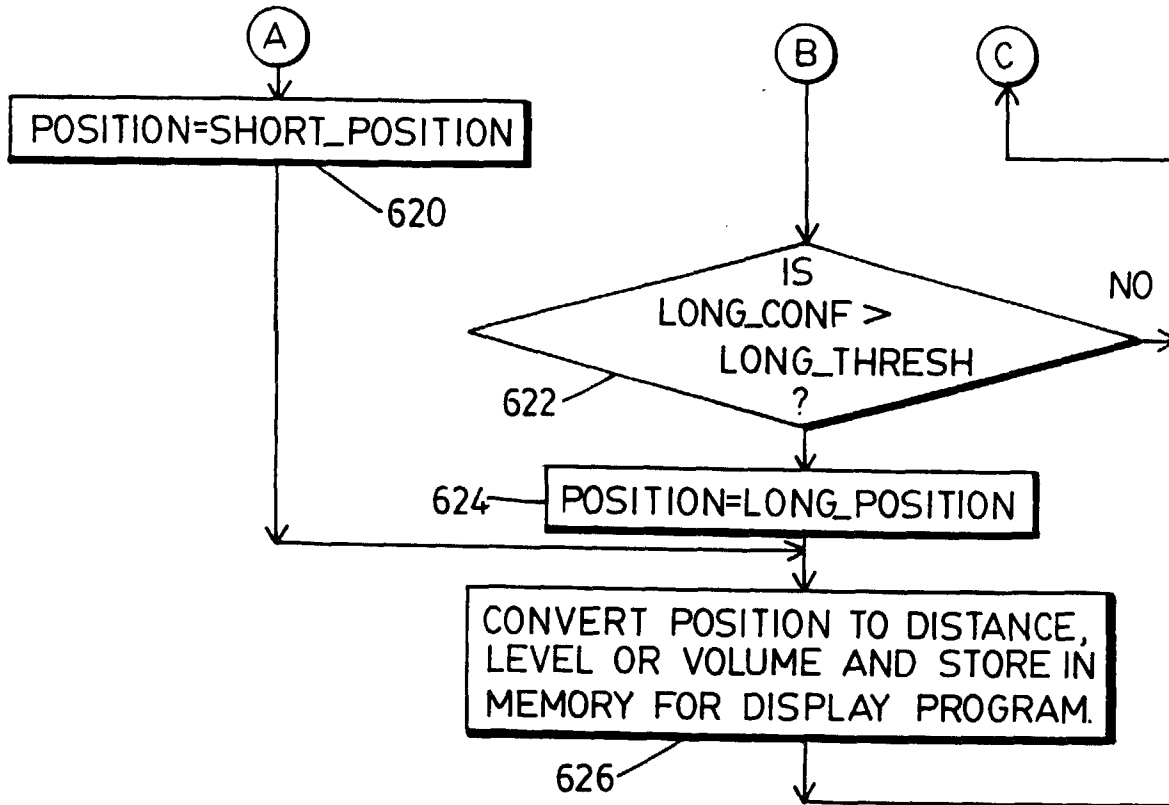 A
B
C
POSITION=SHORT_POSITION
620
IS
LONG_CONF >
LONG_THRESH
?
NO
622
624
POSITION=LONG_POSITION
CONVERT POSITION TO DISTANCE,
LEVEL OR VOLUME AND STORE IN
MEMORY FOR DISPLAY PROGRAM.
626